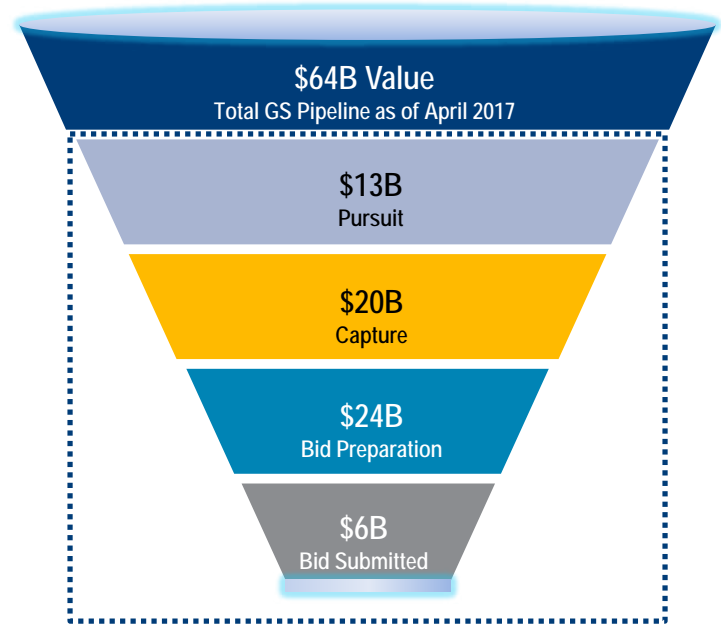 $64B Value
Total GS Pipeline as of April 2017
$13B
Pursuit
$20B
Capture
$24B
Bid Preparation
$6B
Bid Submitted